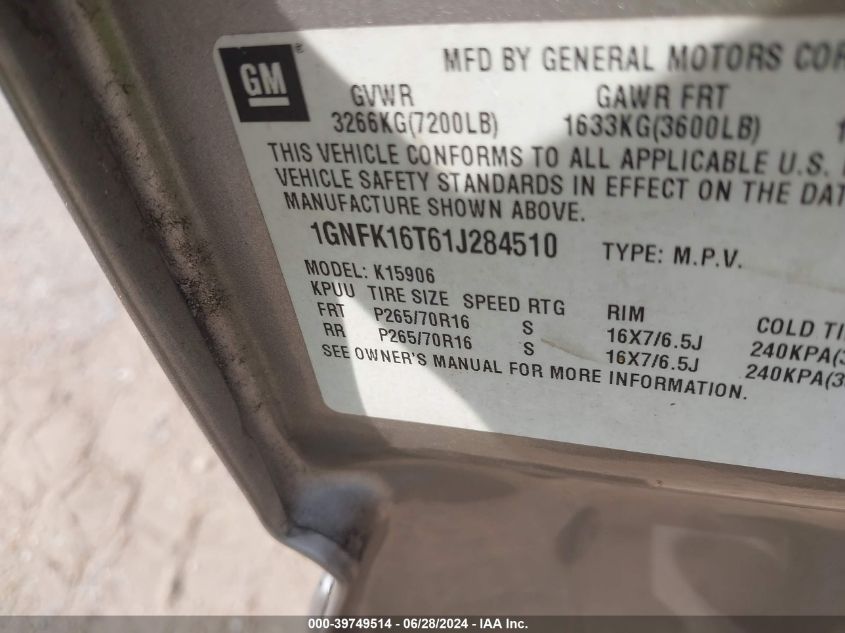 GM ®
MFD BY GENERAL MOTORS COR
GVWR GAWR FRT
3266KG(7200LB) 1633KG(3600LB) 1
THIS VEHICLE CONFORMS TO ALL APPLICABLE U.S.
VEHICLE SAFETY STANDARDS IN EFFECT ON THE DAT
MANUFACTURE SHOWN ABOVE.
1GNFK16T61J284510 TYPE: M.P.V.
MODEL: K15906
KPUU TIRE SIZE SPEED RTG RIM COLD TI
FRT P265/70R16 S 16X7/6.5J 240KPA(3
RR P265/70R16 S 16X7/6.5J 240KPA(3
SEE OWNER'S MANUAL FOR MORE INFORMATION.
000-39749514 / 06/28/2024 - IAA Inc.